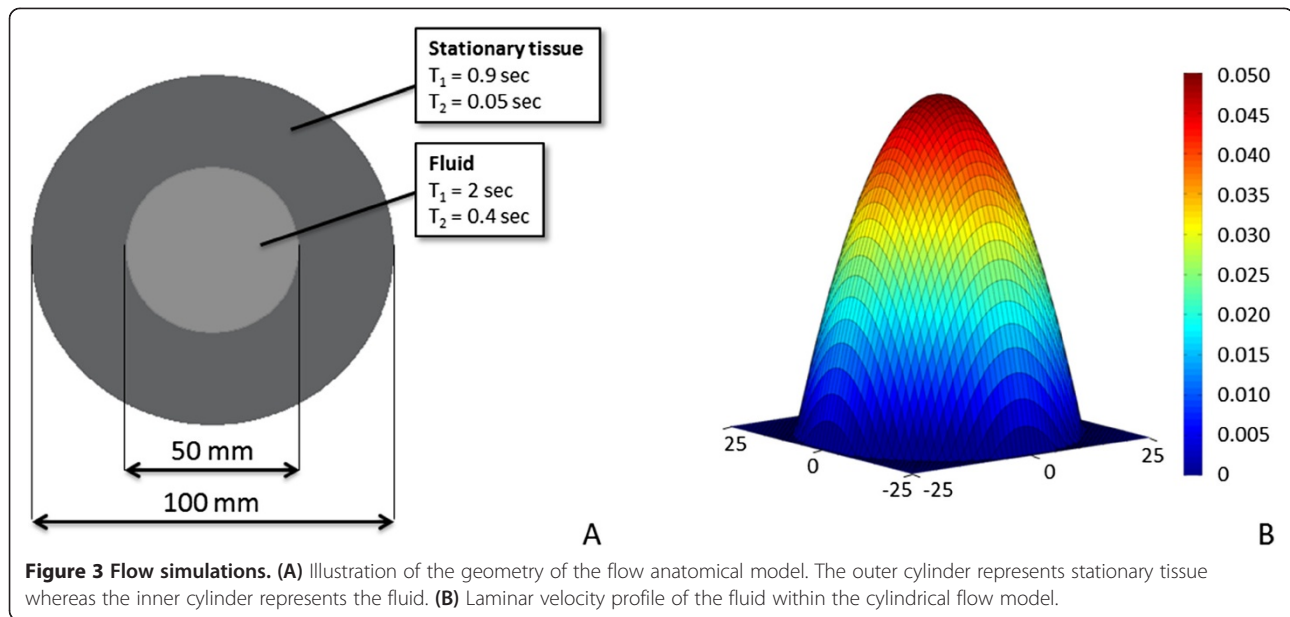 Stationary tissue
T₁ = 0.9 sec
T₂ = 0.05 sec
Fluid
T₁ = 2 sec
T₂ = 0.4 sec
50 mm
100 mm
A
0.050
0.045
0.040
0.035
0.030
0.025
0.020
0.015
0.010
0.005
0
25
0
-25
-25
0
25
B
Figure 3 Flow simulations. (A) Illustration of the geometry of the flow anatomical model. The outer cylinder represents stationary tissue
whereas the inner cylinder represents the fluid. (B) Laminar velocity profile of the fluid within the cylindrical flow model.